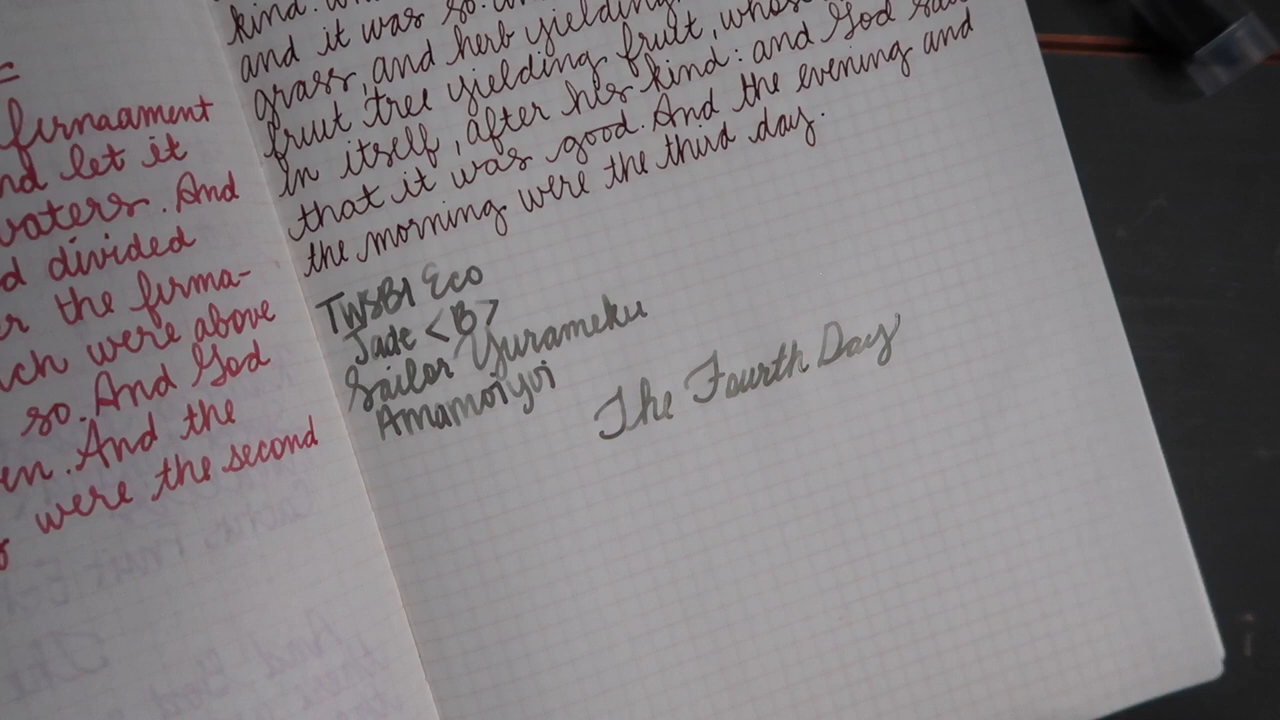 =
firnaament
nd let it
waters. And
d divided
r the firma-
ich were above
so. And God
en. And the
were the second
kind.
and it was so.
grass, and herb yielding
fruit tree yielding fruit, whose
in itself, after his kind: and God saw
that it was good. And the evening and
the morning were the third day.
TWSBI Eco
Jade <B>
Sailor Yurameku
Amamoiyoi
The Fourth Day